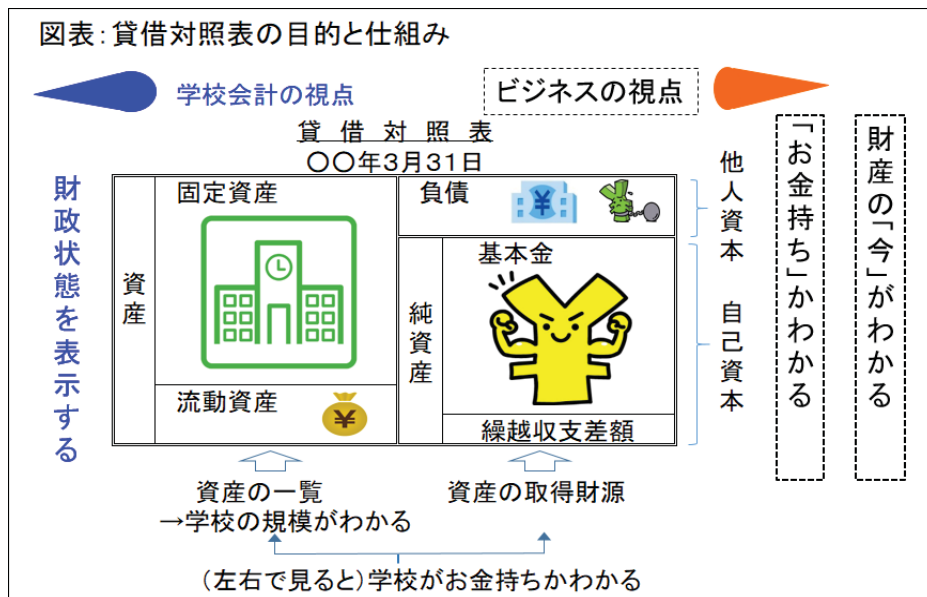 図表:貸借対照表の目的と仕組み
学校会計の視点
ビジネスの視点
貸借対照表
〇〇年3月31日
財政状態を表示する
資産
固定資産
流動資産
¥
負債
¥
純資産
基本金
繰越収支差額
他人資本
自己資本
「お金持ち」かわかる
財産の「今」がわかる
資産の一覧
→学校の規模がわかる
資産の取得財源
(左右で見ると)学校がお金持ちかわかる